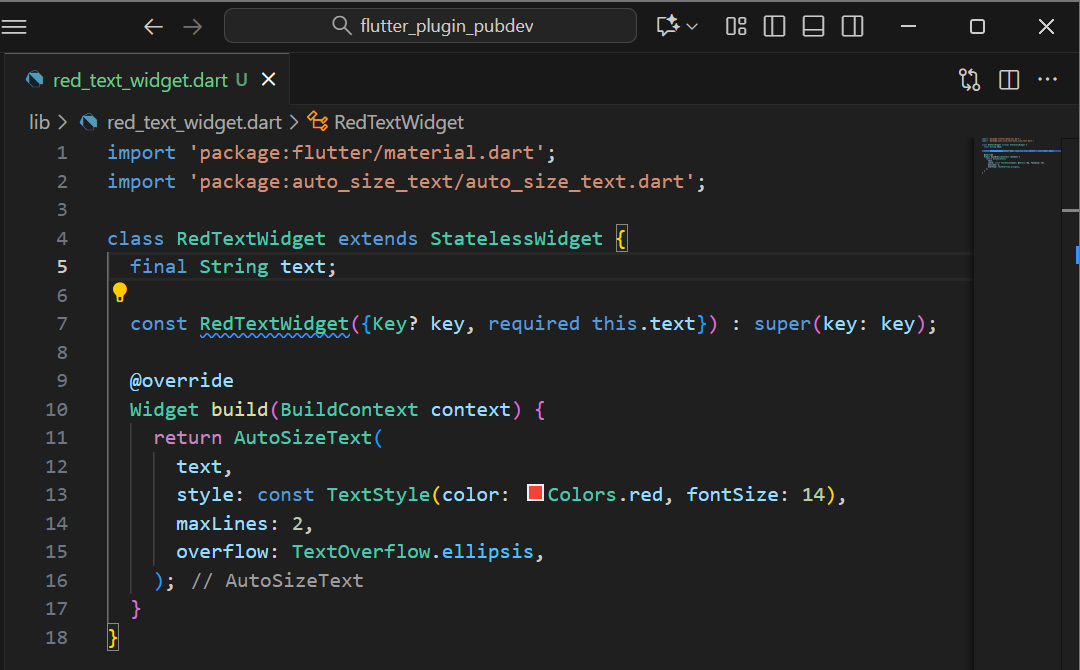 flutter_plugin_pubdev
red_text_widget.dart U
lib > red_text_widget.dart > RedTextWidget
1 import 'package:flutter/material.dart';
2 import 'package:auto_size_text/auto_size_text.dart';
3
4 class RedTextWidget extends StatelessWidget {
5   final String text;
6
7   const RedTextWidget({Key? key, required this.text}) : super(key: key);
8
9   @override
10   Widget build(BuildContext context) {
11     return AutoSizeText(
12       text,
13       style: const TextStyle(color: Colors.red, fontSize: 14),
14       maxLines: 2,
15       overflow: TextOverflow.ellipsis,
16     ); // AutoSizeText
17   }
18 }